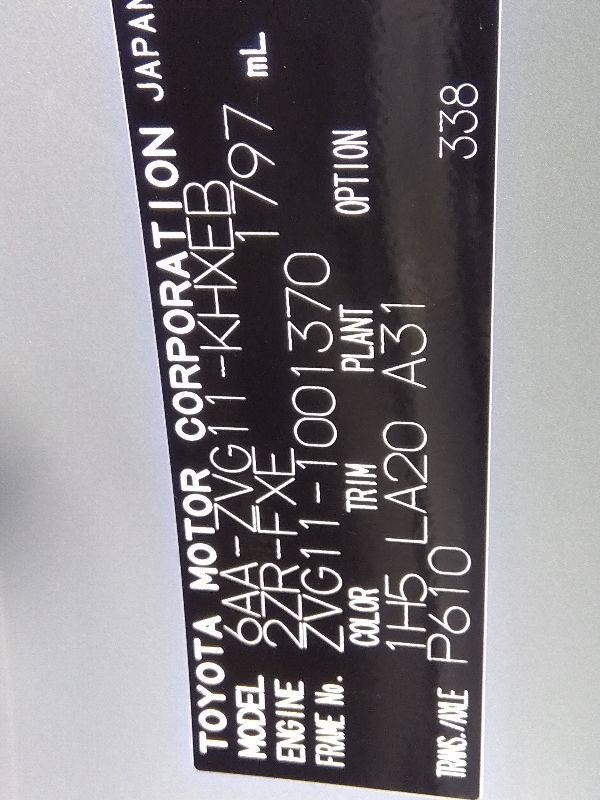 TOYOTA MOTOR CORPORATION JAPAN
MODEL 6AA-ZVG11-KHXEB
ENGINE 2ZR-FXE 1797 mL
FRAME No. ZVG11-1001370
COLOR TRIM PLANT OPTION
1H5 LA20 A31
TRANS./AXLE P610 338